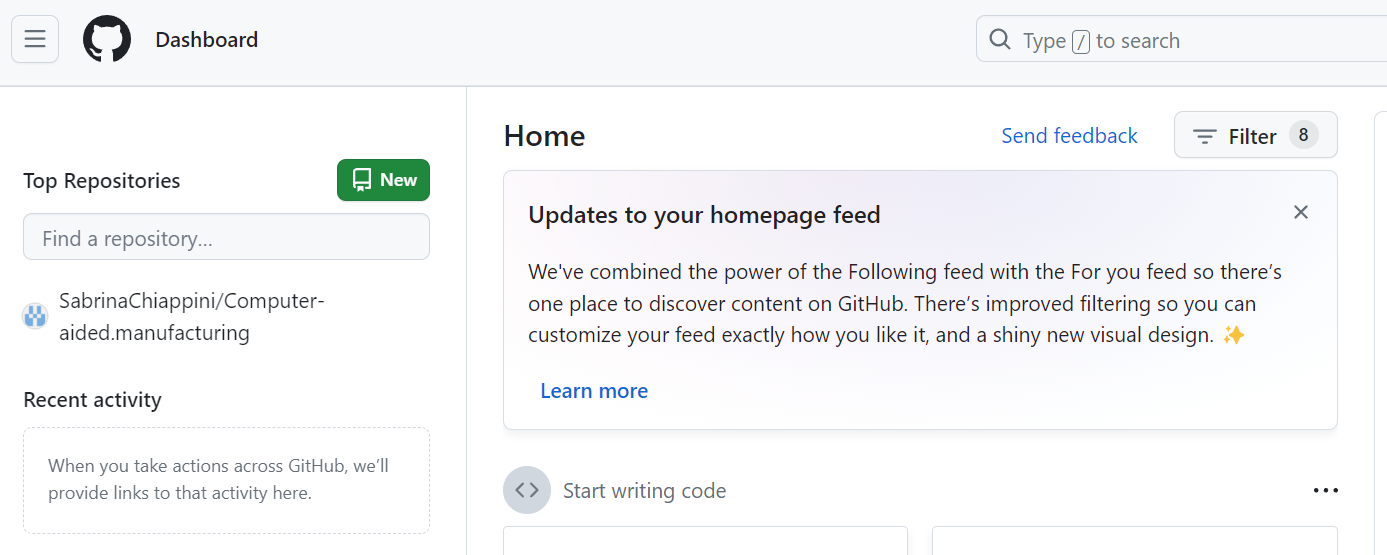 Dashboard
Type / to search
Top Repositories
New
Find a repository...
SabrinaChiappini/Computer-
aided.manufacturing
Recent activity
When you take actions across GitHub, we’ll
provide links to that activity here.
Home
Send feedback
Filter 8
Updates to your homepage feed
We've combined the power of the Following feed with the For you feed so there’s
one place to discover content on GitHub. There’s improved filtering so you can
customize your feed exactly how you like it, and a shiny new visual design. ✨
Learn more
Start writing code